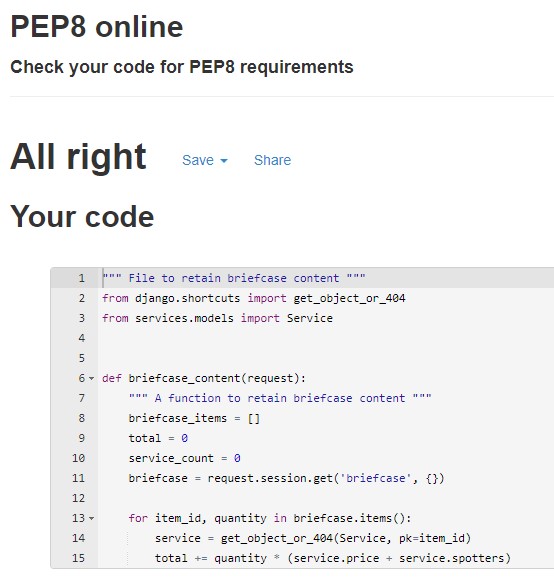 PEP8 online
Check your code for PEP8 requirements
All right Save Share
Your code
1 """ File to retain briefcase content """
2 from django.shortcuts import get_object_or_404
3 from services.models import Service
4
5
6 def briefcase_content(request):
7 """ A function to retain briefcase content """
8 briefcase_items = []
9 total = 0
10 service_count = 0
11 briefcase = request.session.get('briefcase', {})
12
13 for item_id, quantity in briefcase.items():
14 service = get_object_or_404(Service, pk=item_id)
15 total += quantity * (service.price + service.spotters)